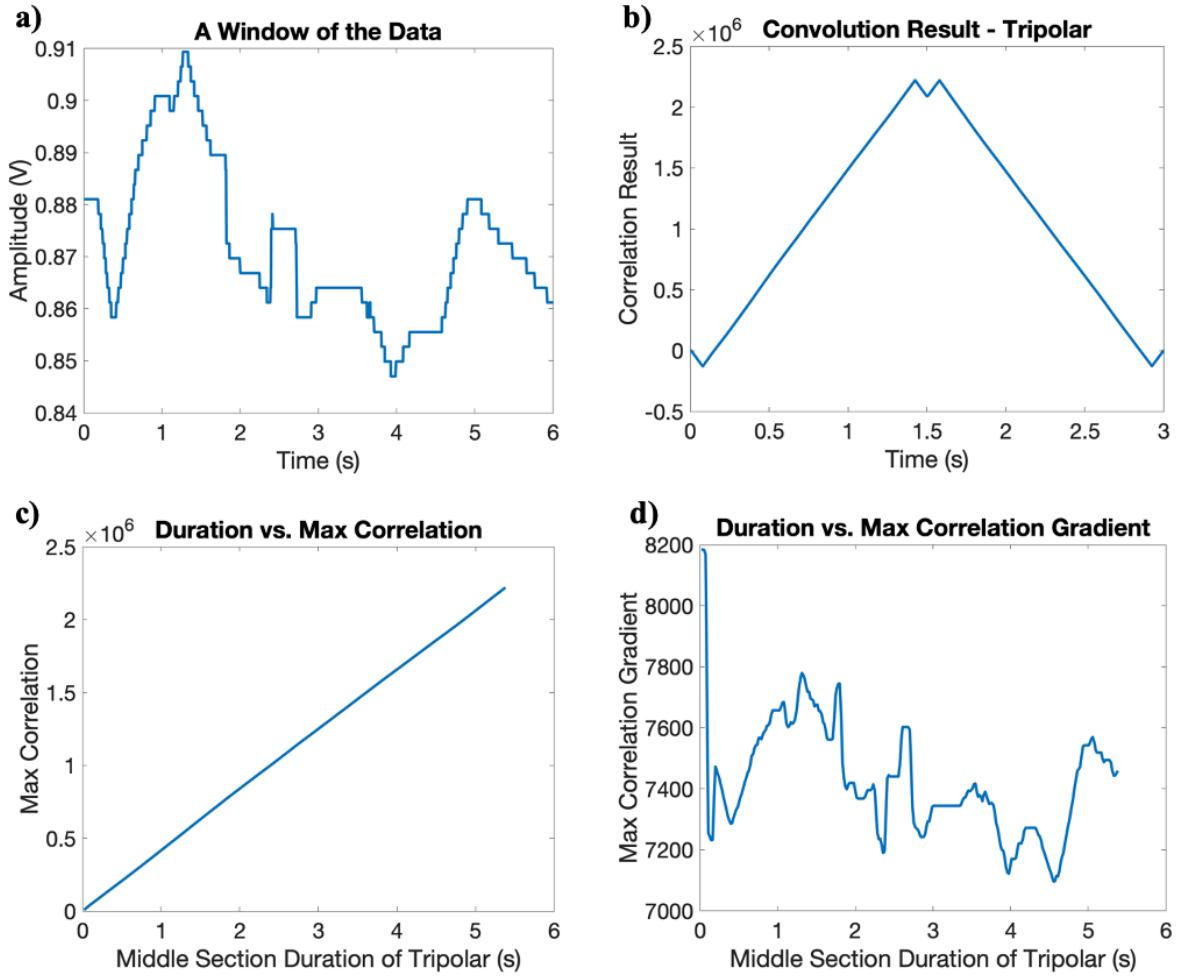 a)
A Window of the Data
0.91
0.9
0.89
0.88
0.87
0.86
0.85
0.84
Amplitude (V)
0 1 2 3 4 5 6
Time (s)
b)
Convolution Result - Tripolar
×10⁶
2.5
2
1.5
1
0.5
0
-0.5
Correlation Result
0 0.5 1 1.5 2 2.5 3
Time (s)
c)
Duration vs. Max Correlation
×10⁶
2.5
2
1.5
1
0.5
0
Max Correlation
0 1 2 3 4 5 6
Middle Section Duration of Tripolar (s)
d)
Duration vs. Max Correlation Gradient
8200
8000
7800
7600
7400
7200
7000
Max Correlation Gradient
0 1 2 3 4 5 6
Middle Section Duration of Tripolar (s)